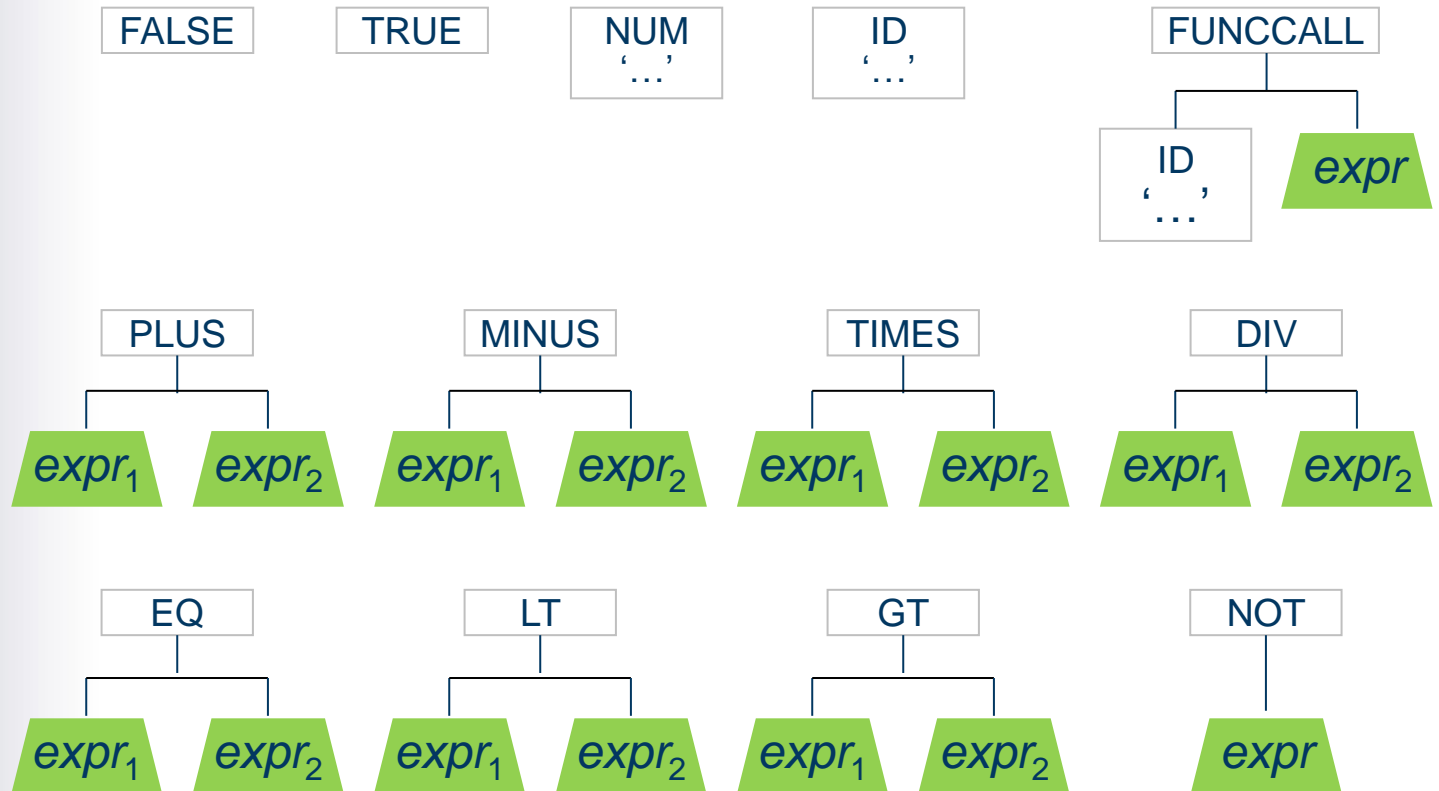 FALSE
TRUE
NUM
‘…’
ID
‘…’
FUNCCALL
ID
‘…’
expr
PLUS
MINUS
TIMES
DIV
expr₁
expr₂
expr₁
expr₂
expr₁
expr₂
expr₁
expr₂
EQ
LT
GT
NOT
expr₁
expr₂
expr₁
expr₂
expr₁
expr₂
expr